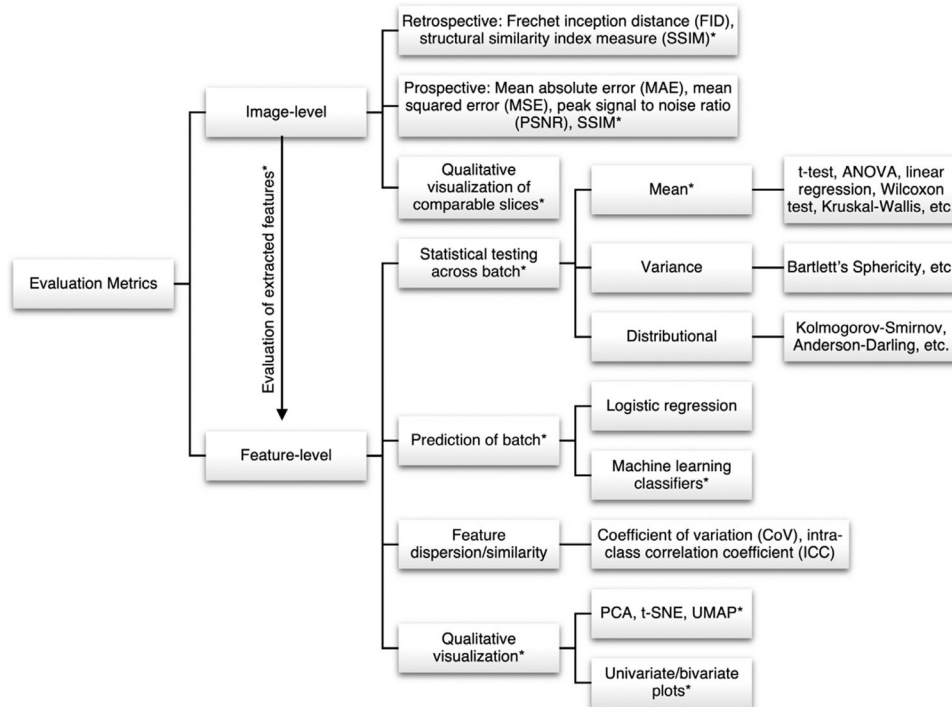 Retrospective: Frechet inception distance (FID),
structural similarity index measure (SSIM)*
Prospective: Mean absolute error (MAE), mean
squared error (MSE), peak signal to noise ratio
(PSNR), SSIM*
Image-level
Qualitative
visualization of
comparable slices*
Evaluation of extracted features*
Evaluation Metrics
Statistical testing
across batch*
Mean*
t-test, ANOVA, linear
regression, Wilcoxon
test, Kruskal-Wallis, etc.
Variance
Bartlett's Sphericity, etc.
Distributional
Kolmogorov-Smirnov,
Anderson-Darling, etc.
Feature-level
Prediction of batch*
Logistic regression
Machine learning
classifiers*
Feature
dispersion/similarity
Coefficient of variation (CoV), intra-
class correlation coefficient (ICC)
Qualitative
visualization*
PCA, t-SNE, UMAP*
Univariate/bivariate
plots*